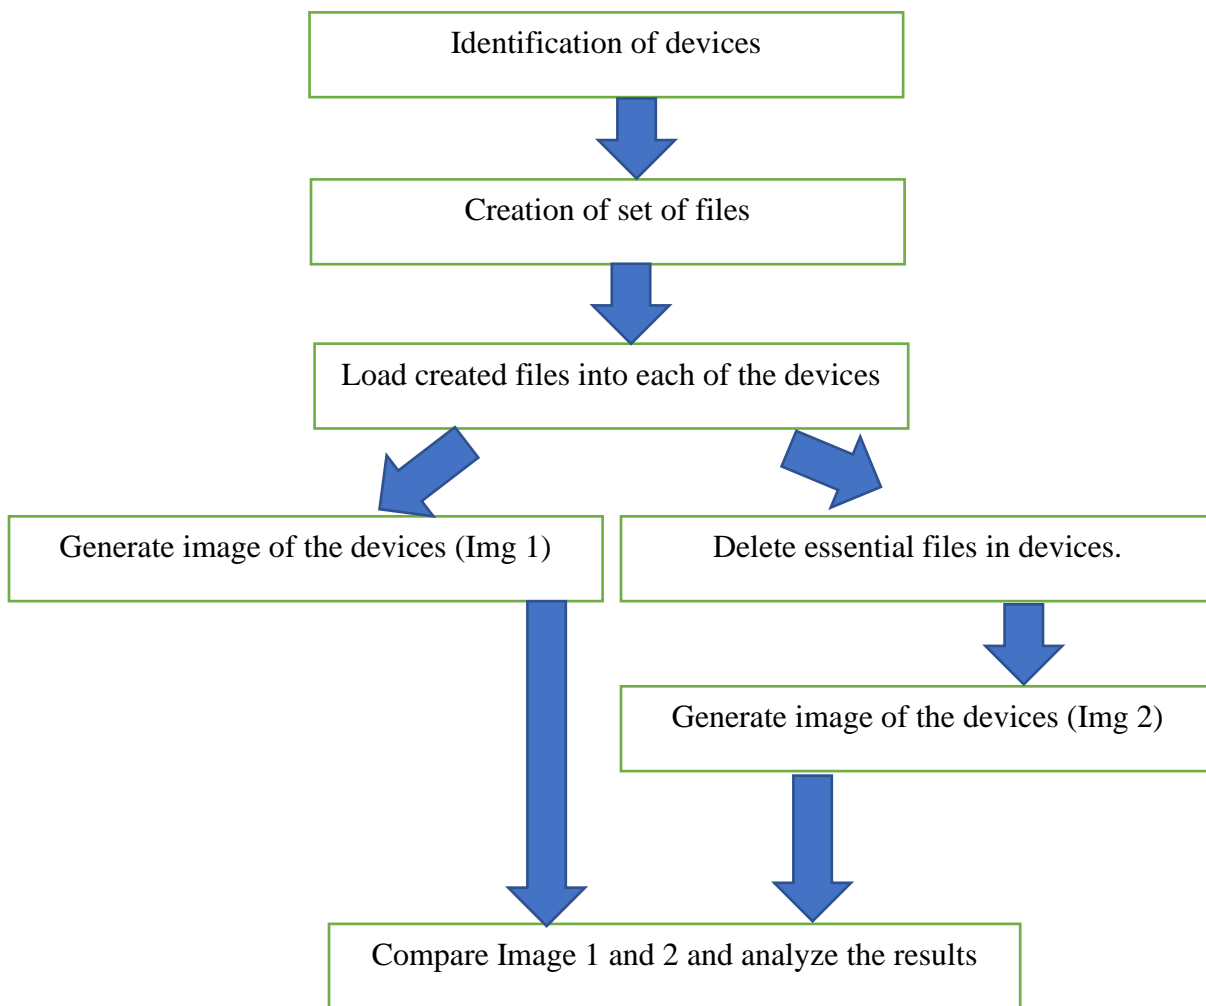 Identification of devices
Creation of set of files
Load created files into each of the devices
Generate image of the devices (Img 1)
Delete essential files in devices.
Generate image of the devices (Img 2)
Compare Image 1 and 2 and analyze the results